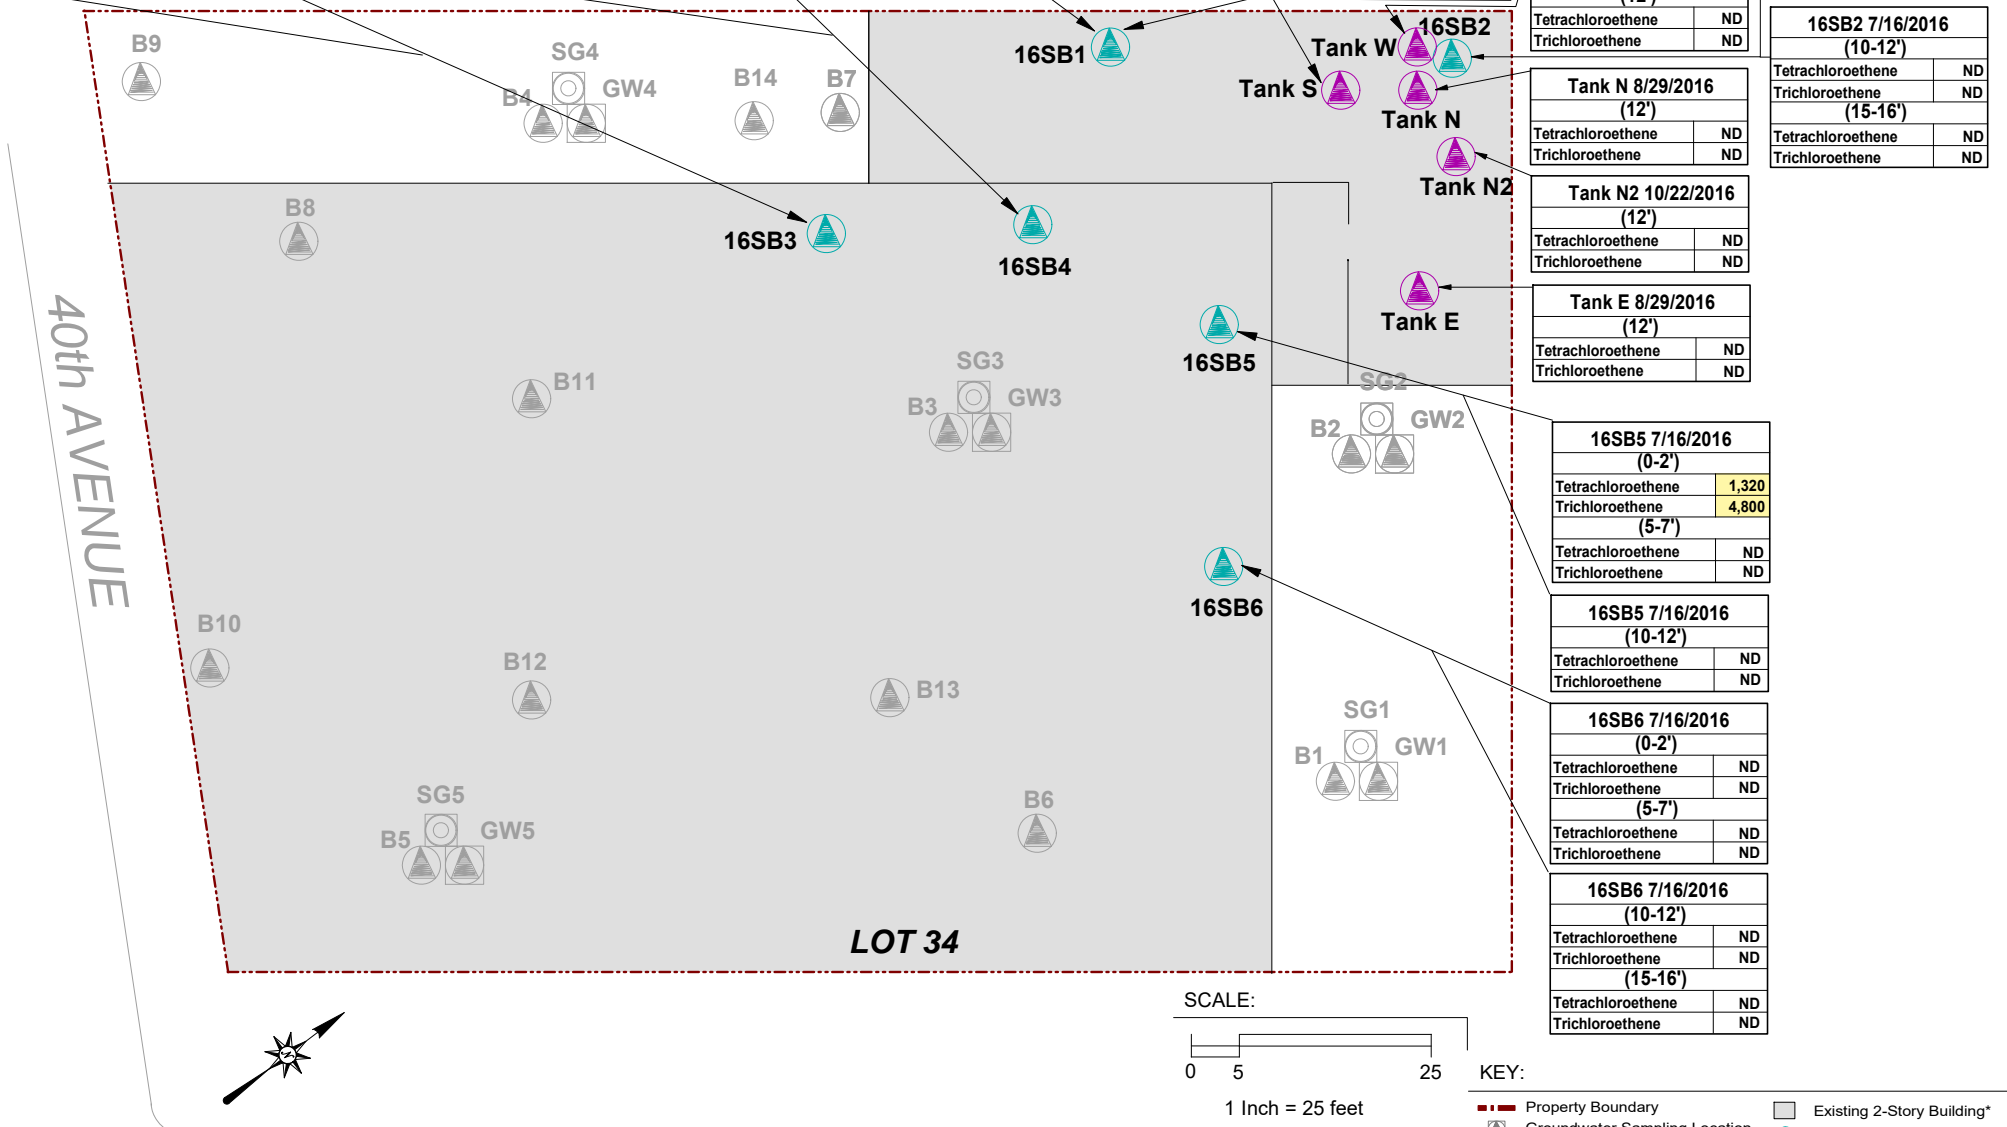 (12')
Tetrachloroethene ND
Trichloroethene ND
16SB2 7/16/2016
(10-12')
Tetrachloroethene ND
Trichloroethene ND
(15-16')
Tetrachloroethene ND
Trichloroethene ND
B9
SG4
B4
GW4
B14
B7
16SB1
Tank W
16SB2
Tank S
Tank N
Tank N2
Tank N 8/29/2016
(12')
Tetrachloroethene ND
Trichloroethene ND
Tank N2 10/22/2016
(12')
Tetrachloroethene ND
Trichloroethene ND
B8
16SB3
16SB4
Tank E
Tank E 8/29/2016
(12')
Tetrachloroethene ND
Trichloroethene ND
40th AVENUE
16SB5
B11
SG3
B3
GW3
SG2
B2
GW2
16SB5 7/16/2016
(0-2')
Tetrachloroethene 1,320
Trichloroethene 4,800
(5-7')
Tetrachloroethene ND
Trichloroethene ND
16SB6
16SB5 7/16/2016
(10-12')
Tetrachloroethene ND
Trichloroethene ND
B10
B12
B13
SG1
B1
GW1
16SB6 7/16/2016
(0-2')
Tetrachloroethene ND
Trichloroethene ND
(5-7')
Tetrachloroethene ND
Trichloroethene ND
SG5
B5
GW5
B6
16SB6 7/16/2016
(10-12')
Tetrachloroethene ND
Trichloroethene ND
(15-16')
Tetrachloroethene ND
Trichloroethene ND
LOT 34
N
SCALE:
0 5 25
1 Inch = 25 feet
KEY:
Property Boundary
Existing 2-Story Building*
Groundwater Sampling Location